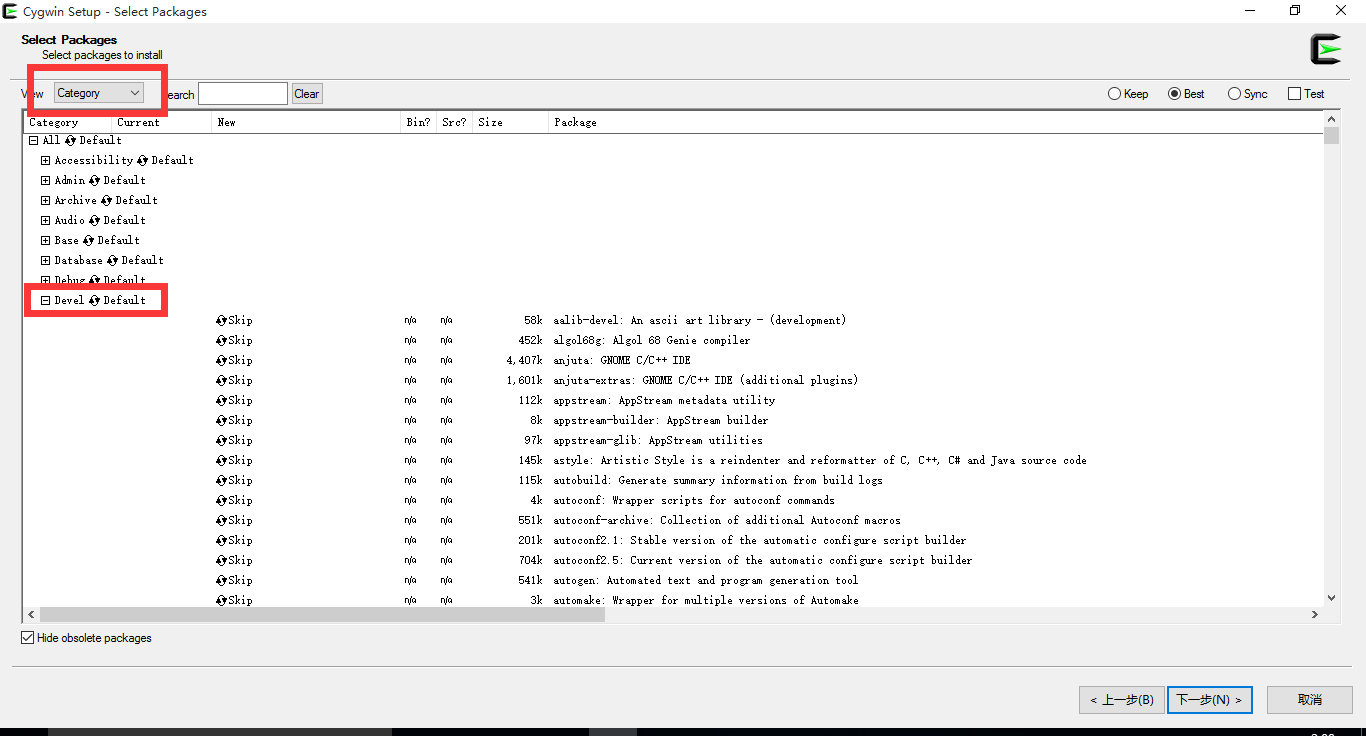 Cygwin Setup - Select Packages
Select Packages
Select packages to install
Category
earch
Clear
Keep
Best
Sync
Test
Category Current New Bin? Src? Size Package
All Default
Accessibility Default
Admin Default
Archive Default
Audio Default
Base Default
Database Default
Debug Default
Devel Default
Skip n/a n/a 58k aalib-devel: An ascii art library - (development)
Skip n/a n/a 452k algol68g: Algol 68 Genie compiler
Skip n/a n/a 4,407k anjuta: GNOME C/C++ IDE
Skip n/a n/a 1,601k anjuta-extras: GNOME C/C++ IDE (additional plugins)
Skip n/a n/a 112k appstream: AppStream metadata utility
Skip n/a n/a 8k appstream-builder: AppStream builder
Skip n/a n/a 97k appstream-glib: AppStream utilities
Skip n/a n/a 145k astyle: Artistic Style is a reindenter and reformatter of C, C++, C# and Java source code
Skip n/a n/a 115k autobuild: Generate summary information from build logs
Skip n/a n/a 4k autoconf: Wrapper scripts for autoconf commands
Skip n/a n/a 551k autoconf-archive: Collection of additional Autoconf macros
Skip n/a n/a 201k autoconf2.1: Stable version of the automatic configure script builder
Skip n/a n/a 704k autoconf2.5: Current version of the automatic configure script builder
Skip n/a n/a 541k autogen: Automated text and program generation tool
Skip n/a n/a 3k automake: Wrapper for multiple versions of Automake
Hide obsolete packages
< 上一步(B)
下一步(N) >
取消